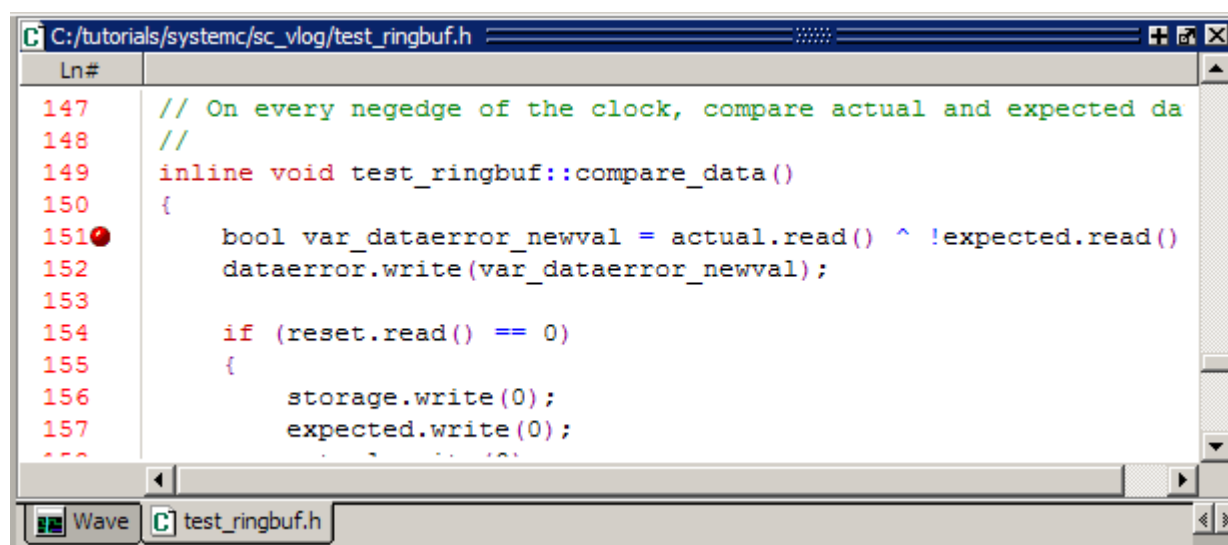 C:/tutorials/systemc/sc_vlog/test_ringbuf.h
Ln#
147 // On every negedge of the clock, compare actual and expected da
148 //
149 inline void test_ringbuf::compare_data()
150 {
151 bool var_dataerror_newval = actual.read() ^ !expected.read()
152 dataerror.write(var_dataerror_newval);
153
154 if (reset.read() == 0)
155 {
156 storage.write(0);
157 expected.write(0);
Wave test_ringbuf.h